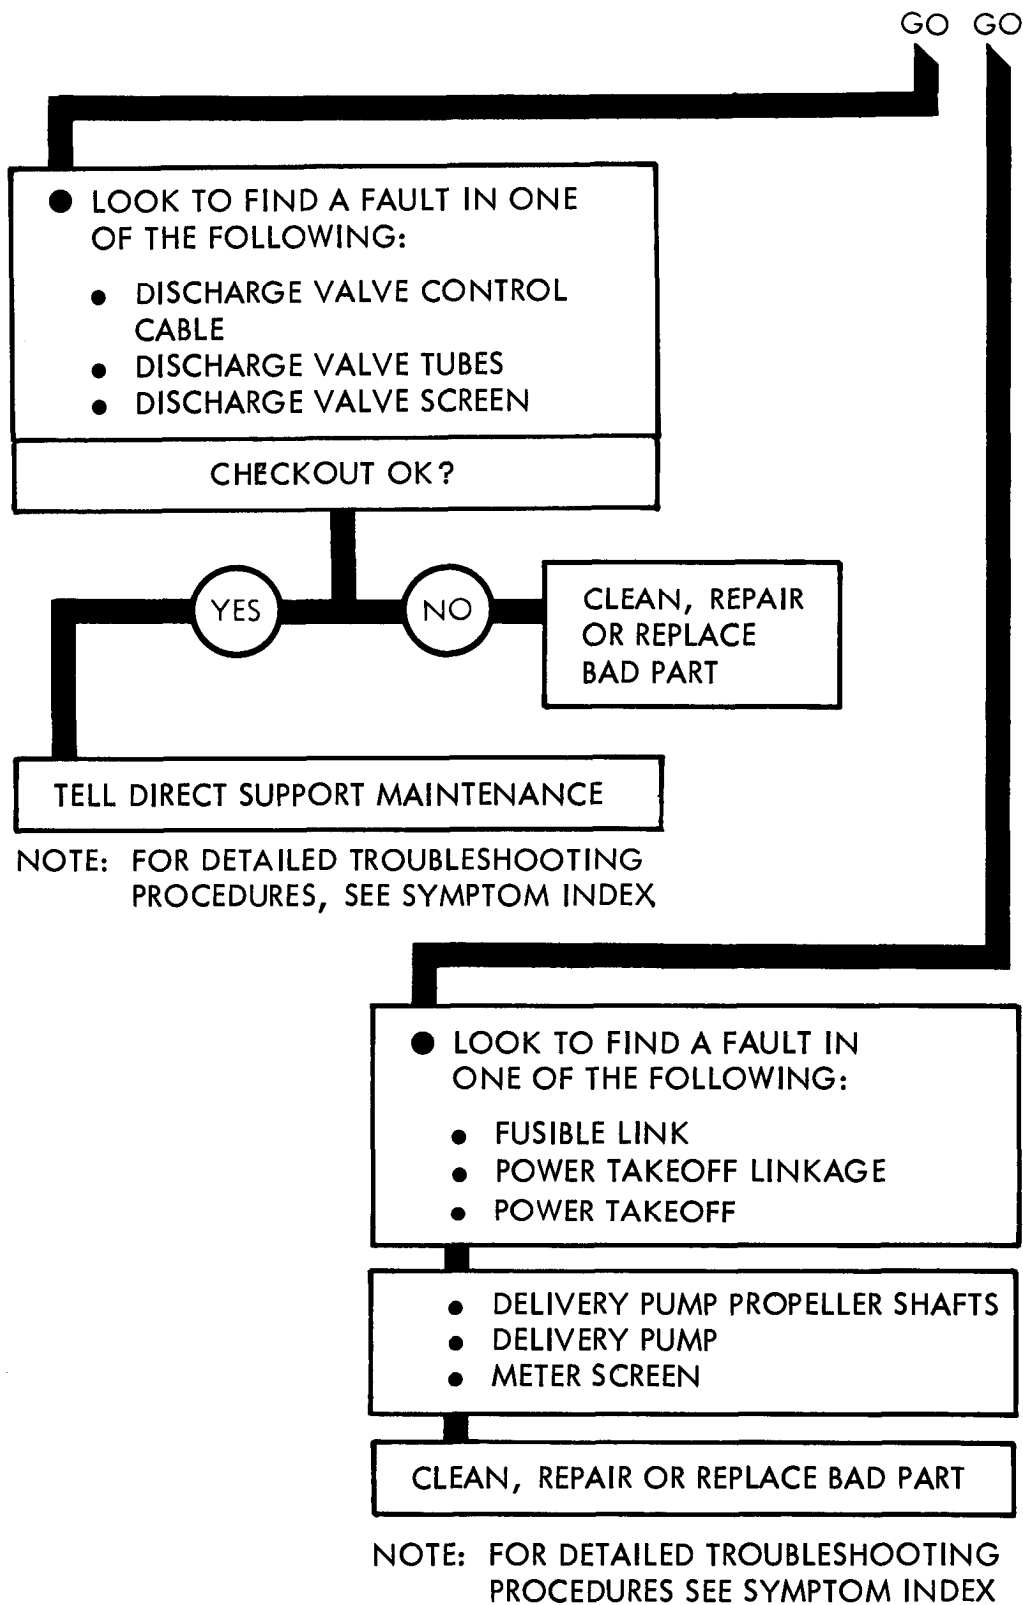 GO GO
● LOOK TO FIND A FAULT IN ONE
OF THE FOLLOWING:
● DISCHARGE VALVE CONTROL
CABLE
● DISCHARGE VALVE TUBES
● DISCHARGE VALVE SCREEN
CHECKOUT OK?
YES
NO
CLEAN, REPAIR
OR REPLACE
BAD PART
TELL DIRECT SUPPORT MAINTENANCE
NOTE: FOR DETAILED TROUBLESHOOTING
PROCEDURES, SEE SYMPTOM INDEX
● LOOK TO FIND A FAULT IN
ONE OF THE FOLLOWING:
● FUSIBLE LINK
● POWER TAKEOFF LINKAGE
● POWER TAKEOFF
● DELIVERY PUMP PROPELLER SHAFTS
● DELIVERY PUMP
● METER SCREEN
CLEAN, REPAIR OR REPLACE BAD PART
NOTE: FOR DETAILED TROUBLESHOOTING
PROCEDURES SEE SYMPTOM INDEX